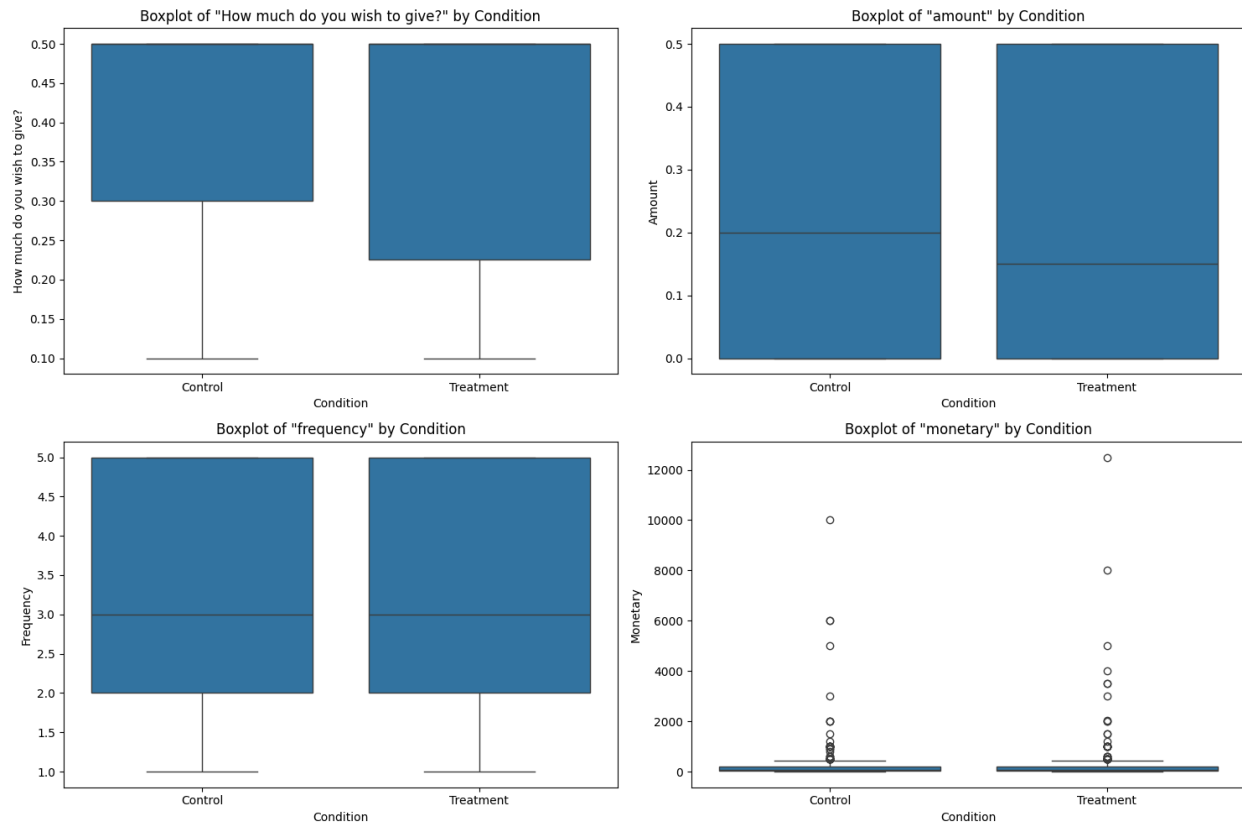 Boxplot of "How much do you wish to give?" by Condition
How much do you wish to give?
0.50
0.45
0.40
0.35
0.30
0.25
0.20
0.15
0.10
Control
Treatment
Condition
Boxplot of "amount" by Condition
Amount
0.5
0.4
0.3
0.2
0.1
0.0
Control
Treatment
Condition
Boxplot of "frequency" by Condition
Frequency
5.0
4.5
4.0
3.5
3.0
2.5
2.0
1.5
1.0
Control
Treatment
Condition
Boxplot of "monetary" by Condition
Monetary
12000
10000
8000
6000
4000
2000
0
Control
Treatment
Condition